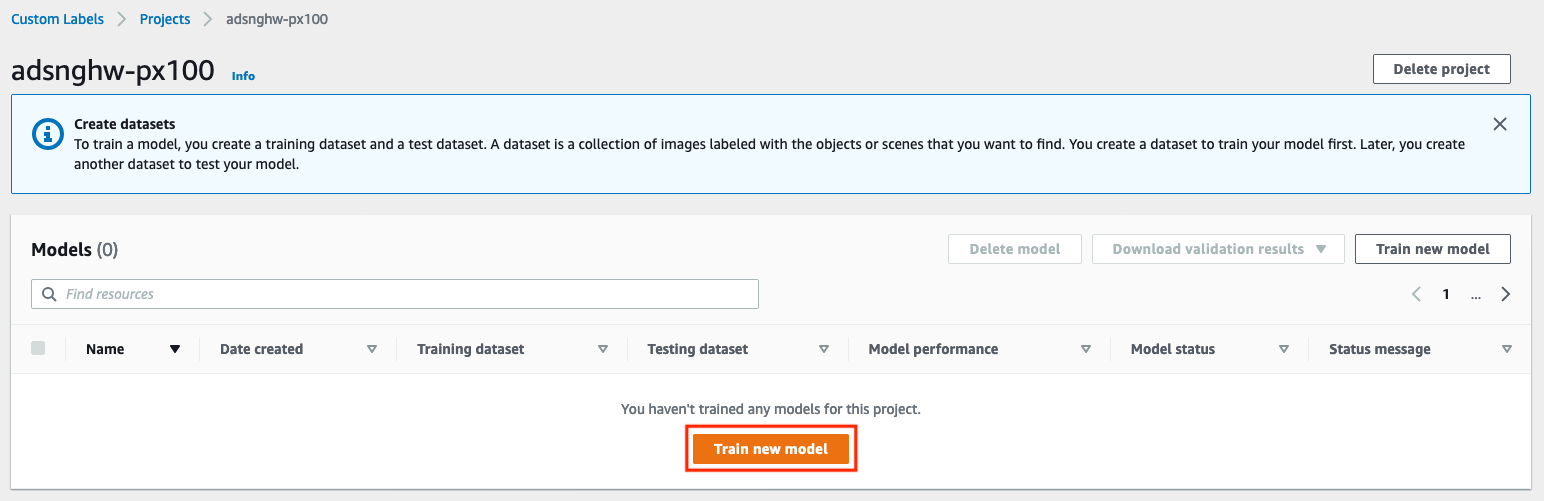 Custom Labels > Projects > adsnghw-px100
adsnghw-px100 Info
Delete project
Create datasets
To train a model, you create a training dataset and a test dataset. A dataset is a collection of images labeled with the objects or scenes that you want to find. You create a dataset to train your model first. Later, you create
another dataset to test your model.
Models (0)
Delete model
Download validation results
Train new model
Find resources
1 ...
Name
Date created
Training dataset
Testing dataset
Model performance
Model status
Status message
You haven't trained any models for this project.
Train new model